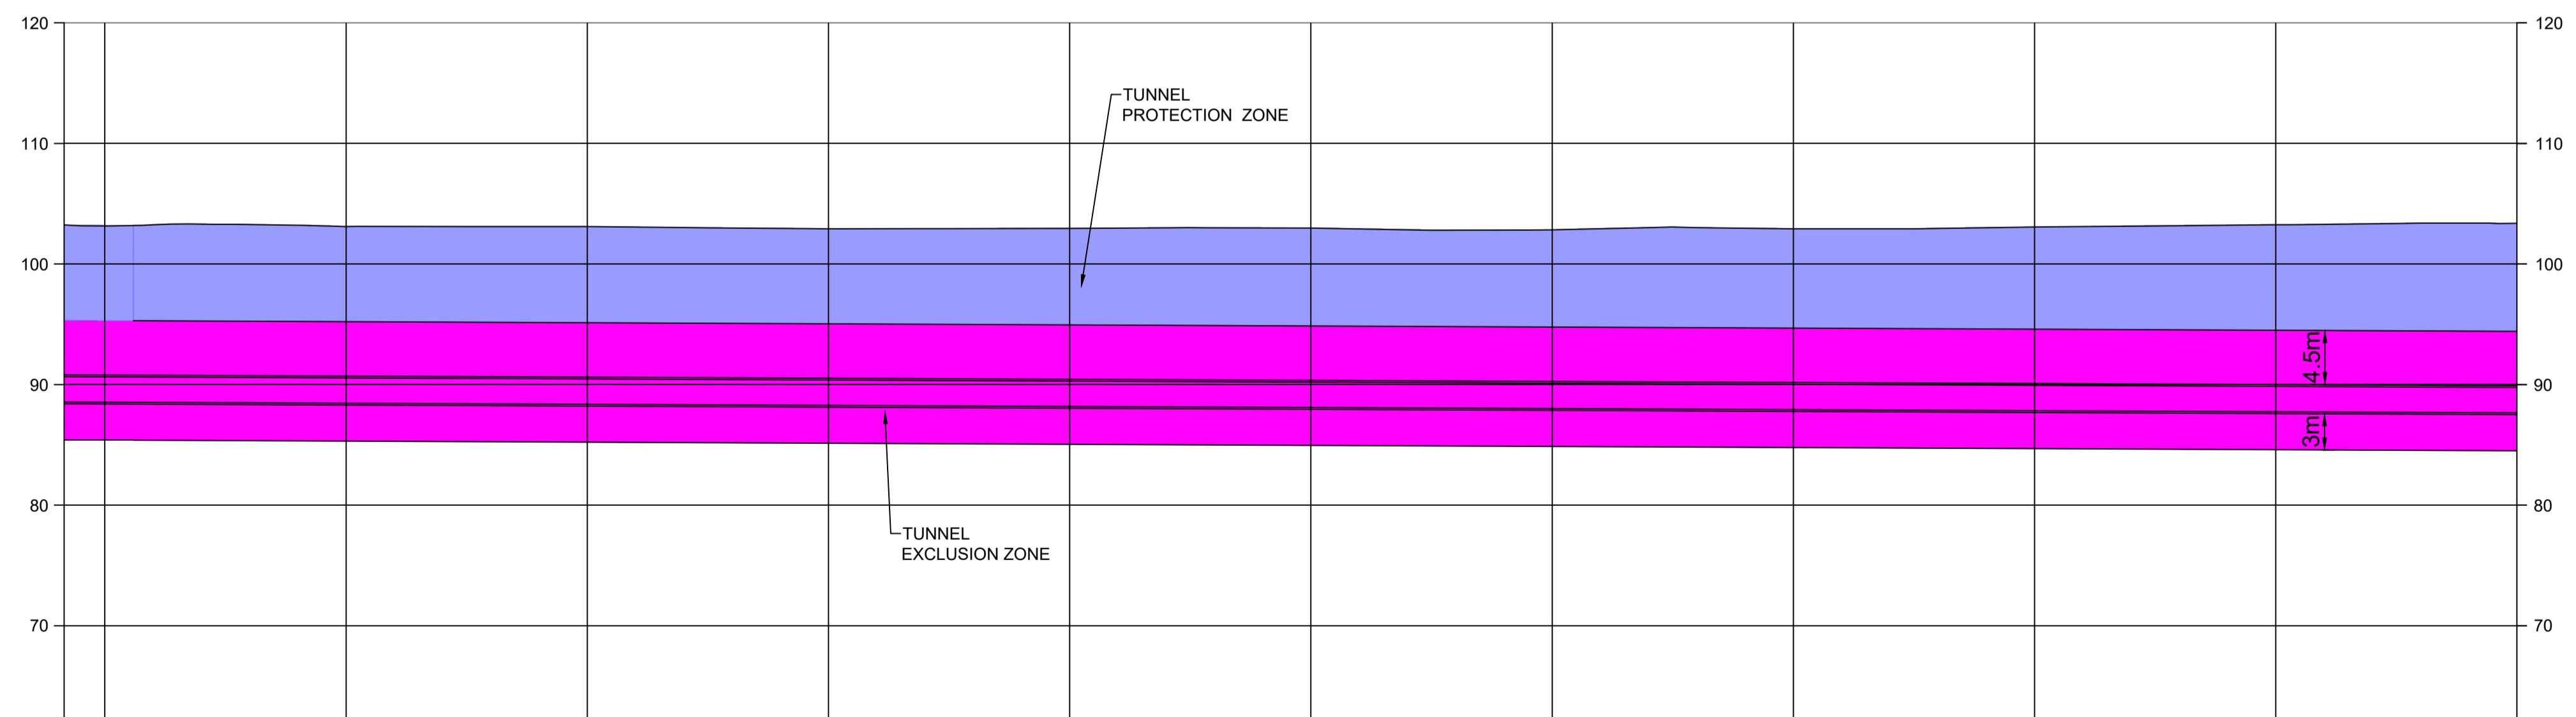 120
120
TUNNEL
PROTECTION ZONE
110
110
100
100
4.5m
90
90
3m
TUNNEL
EXCLUSION ZONE
80
80
70
70